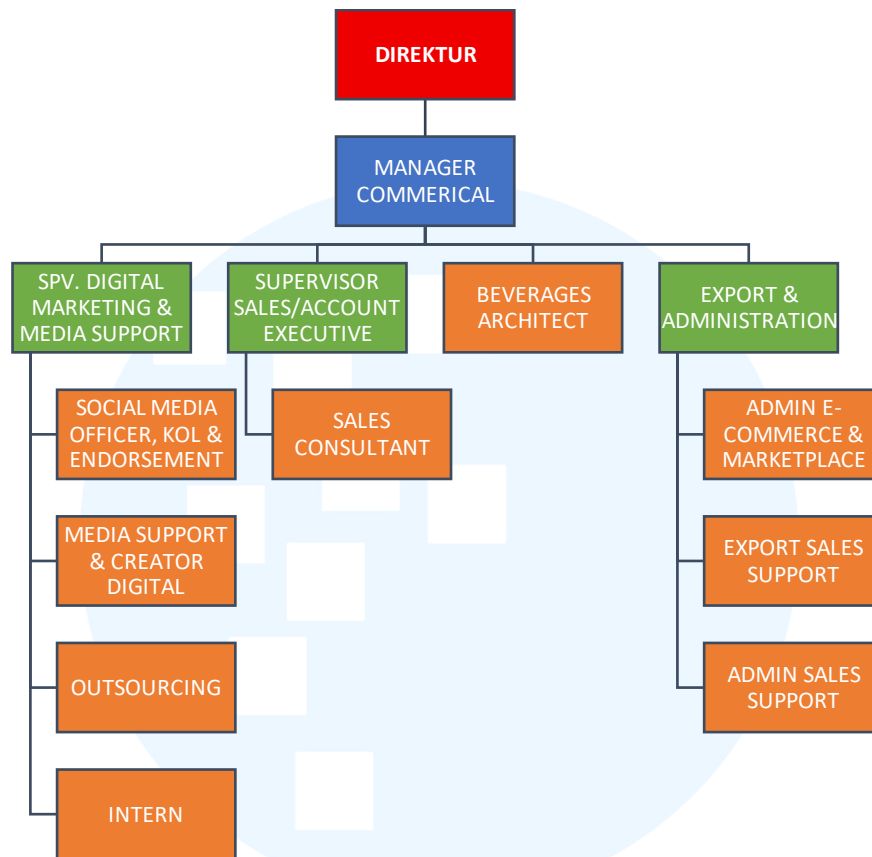 DIREKTUR
MANAGER
COMMERICAL
SPV. DIGITAL
MARKETING &
MEDIA SUPPORT
SUPERVISOR
SALES/ACCOUNT
EXECUTIVE
BEVERAGES
ARCHITECT
EXPORT &
ADMINISTRATION
SOCIAL MEDIA
OFFICER, KOL &
ENDORSEMENT
SALES
CONSULTANT
ADMIN E-
COMMERCE &
MARKETPLACE
MEDIA SUPPORT
& CREATOR
DIGITAL
EXPORT SALES
SUPPORT
OUTSOURCING
ADMIN SALES
SUPPORT
INTERN